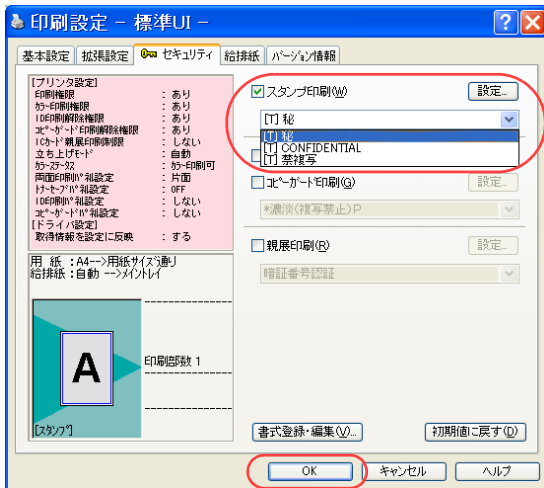 印刷設定 - 標準UI -
基本設定 拡張設定 セキュリティ 給排紙 バージョン情報
[プリンタ設定]
印刷権限 : あり
カラー印刷権限 : あり
ID印刷解除権限 : あり
コピーガード印刷解除権限 : あり
ICカード親展印刷制限 : しない
立ち上げモード : 自動
カラーステータス : カラー印刷可
両面印刷パネル設定 : 片面
トナーセーブパネル設定 : OFF
ID印刷パネル設定 : しない
コピーガードパネル設定 : しない
[ドライバ設定]
取得情報を設定に反映 : する
用 紙 : A4-->用紙サイズ通り
給排紙 : 自動 -->メイントレイ
A
印刷部数 1
[スタンプ]
スタンプ印刷(W) 設定...
[T] 秘
[T] 秘
[T] CONFIDENTIAL
[T] 禁複写
コピーガード印刷(G) 設定...
*濃淡(複写禁止)P
親展印刷(R) 設定...
暗証番号認証
書式登録・編集(V)... 初期値に戻す(D)
OK キャンセル ヘルプ